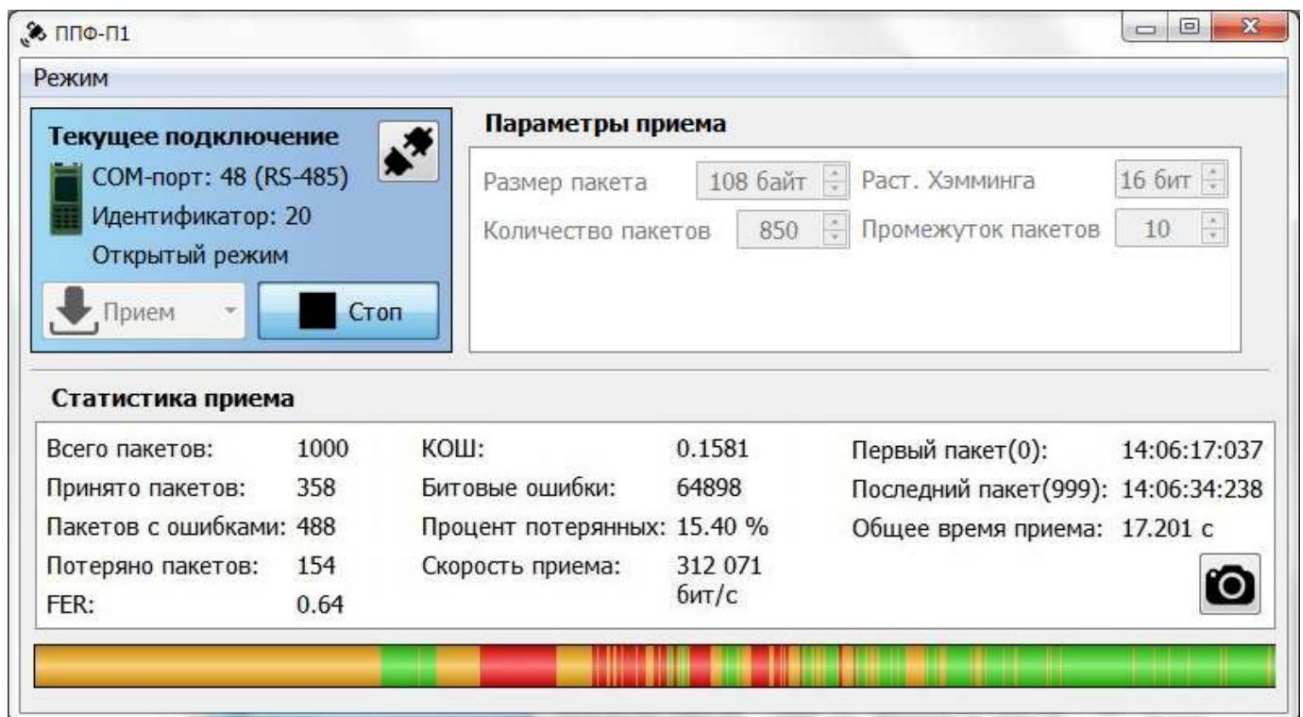 ППФ-П1
Режим
Текущее подключение
COM-порт: 48 (RS-485)
Идентификатор: 20
Открытый режим
Прием
Стоп
Параметры приема
Размер пакета 108 байт Раст. Хэмминга 16 бит
Количество пакетов 850 Промежуток пакетов 10
Статистика приема
Всего пакетов: 1000 КОШ: 0.1581 Первый пакет(0): 14:06:17:037
Принято пакетов: 358 Битовые ошибки: 64898 Последний пакет(999): 14:06:34:238
Пакетов с ошибками: 488 Процент потерянных: 15.40 % Общее время приема: 17.201 с
Потеряно пакетов: 154 Скорость приема: 312 071
бит/с
FER: 0.64